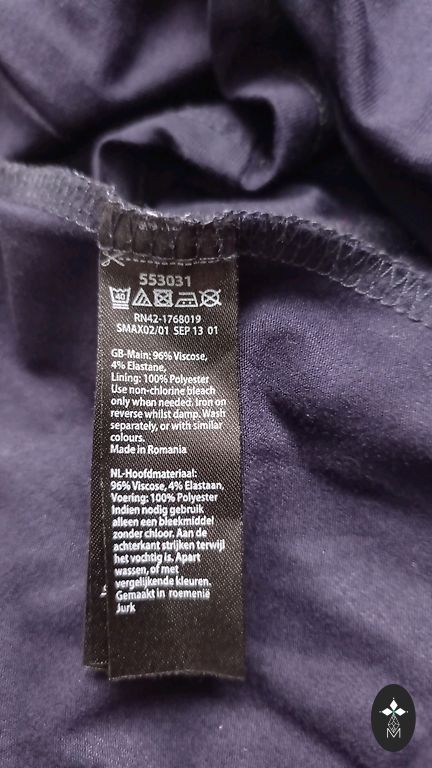 553031
40
RN42-1768019
SMAX02/01 SEP 13 01
GB-Main: 96% Viscose,
4% Elastane,
Lining: 100% Polyester
Use non-chlorine bleach
only when needed. Iron on
reverse whilst damp. Wash
separately, or with similar
colours.
Made in Romania
NL-Hoofdmateriaal:
96% Viscose, 4% Elastaan,
Voering: 100% Polyester
Indien nodig gebruik
alleen een bleekmiddel
zonder chloor. Aan de
achterkant strijken terwijl
het vochtig is. Apart
wassen, of met
vergelijkende kleuren.
Gemaakt in roemenië
Jurk
M